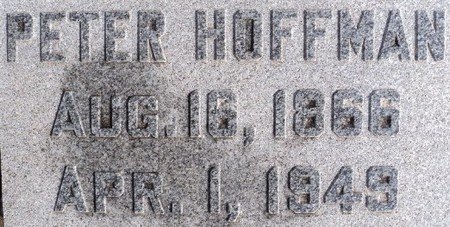 PETER HOFFMAN
AUG. 16, 1866
APR. 1, 1949